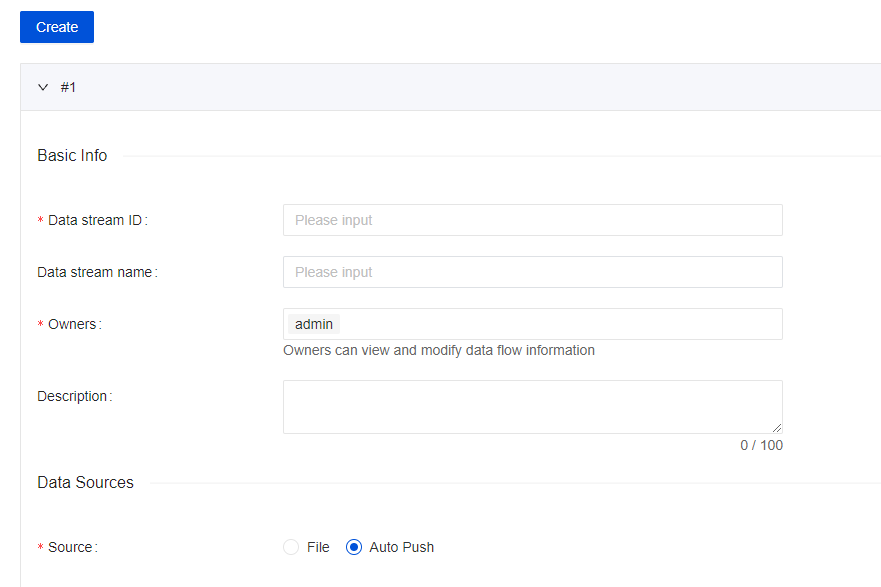 Create
#1
Basic Info
* Data stream ID:
Please input
Data stream name:
Please input
* Owners:
admin
Owners can view and modify data flow information
Description:
0 / 100
Data Sources
* Source:
File
Auto Push